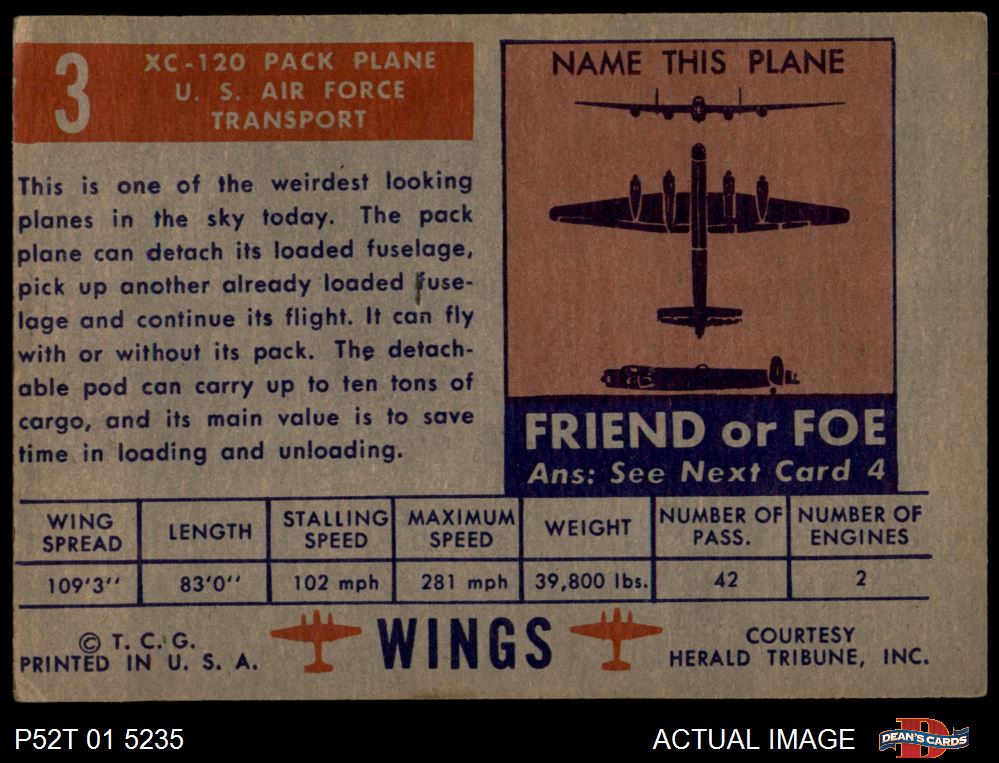 3
XC-120 PACK PLANE
U. S. AIR FORCE
TRANSPORT
This is one of the weirdest looking
planes in the sky today. The pack
plane can detach its loaded fuselage,
pick up another already loaded fuse-
lage and continue its flight. It can fly
with or without its pack. The detach-
able pod can carry up to ten tons of
cargo, and its main value is to save
time in loading and unloading.
NAME THIS PLANE
FRIEND or FOE
Ans: See Next Card 4
WING SPREAD LENGTH STALLING SPEED MAXIMUM SPEED WEIGHT NUMBER OF PASS. NUMBER OF ENGINES
109'3'' 83'0'' 102 mph 281 mph 39,800 lbs. 42 2
© T. C. G.
PRINTED IN U. S. A.
WINGS
COURTESY
HERALD TRIBUNE, INC.
P52T 01 5235
ACTUAL IMAGE
D
DEAN'S CARDS